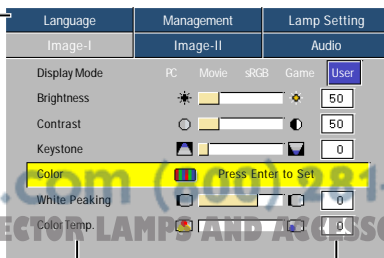 Language Management Lamp Setting
Image-I Image-II Audio
Display Mode PC Movie sRGB Game User
Brightness 50
Contrast 50
Keystone 0
Color Press Enter to Set
White Peaking 0
Color Temp. 0
.com (800) 281-
ECTOR LAMPS AND ACCESSO